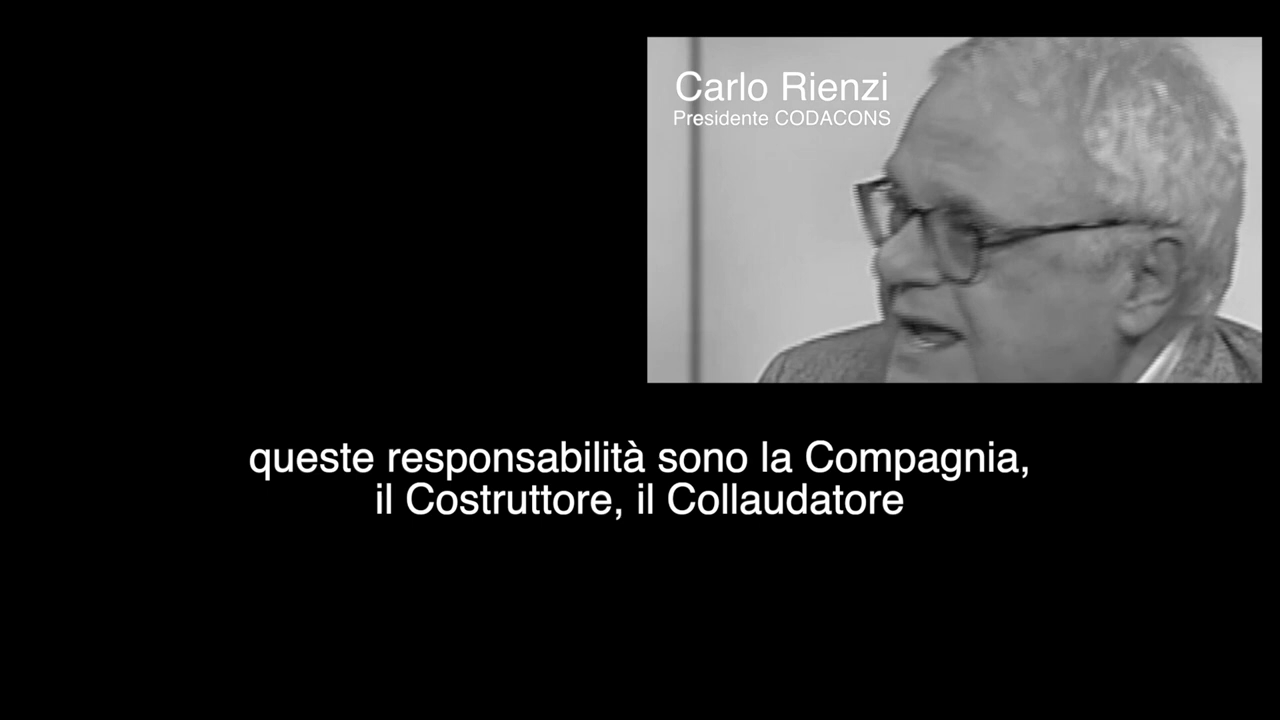 Carlo Rienzi
Presidente CODACONS
queste responsabilità sono la Compagnia,
il Costruttore, il Collaudatore